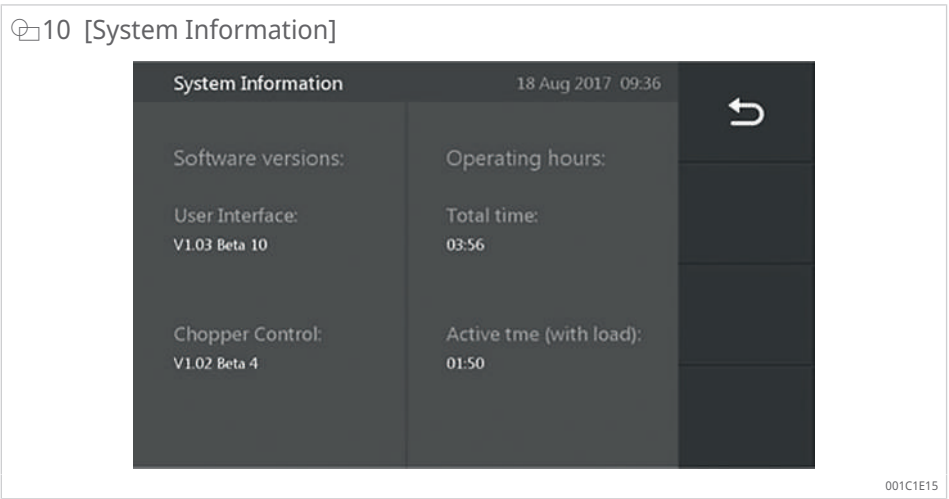 10 [System Information]
System Information 18 Aug 2017 09:36
Software versions:
User Interface:
V1.03 Beta 10
Chopper Control:
V1.02 Beta 4
Operating hours:
Total time:
03:56
Active tme (with load):
01:50
001C1E15